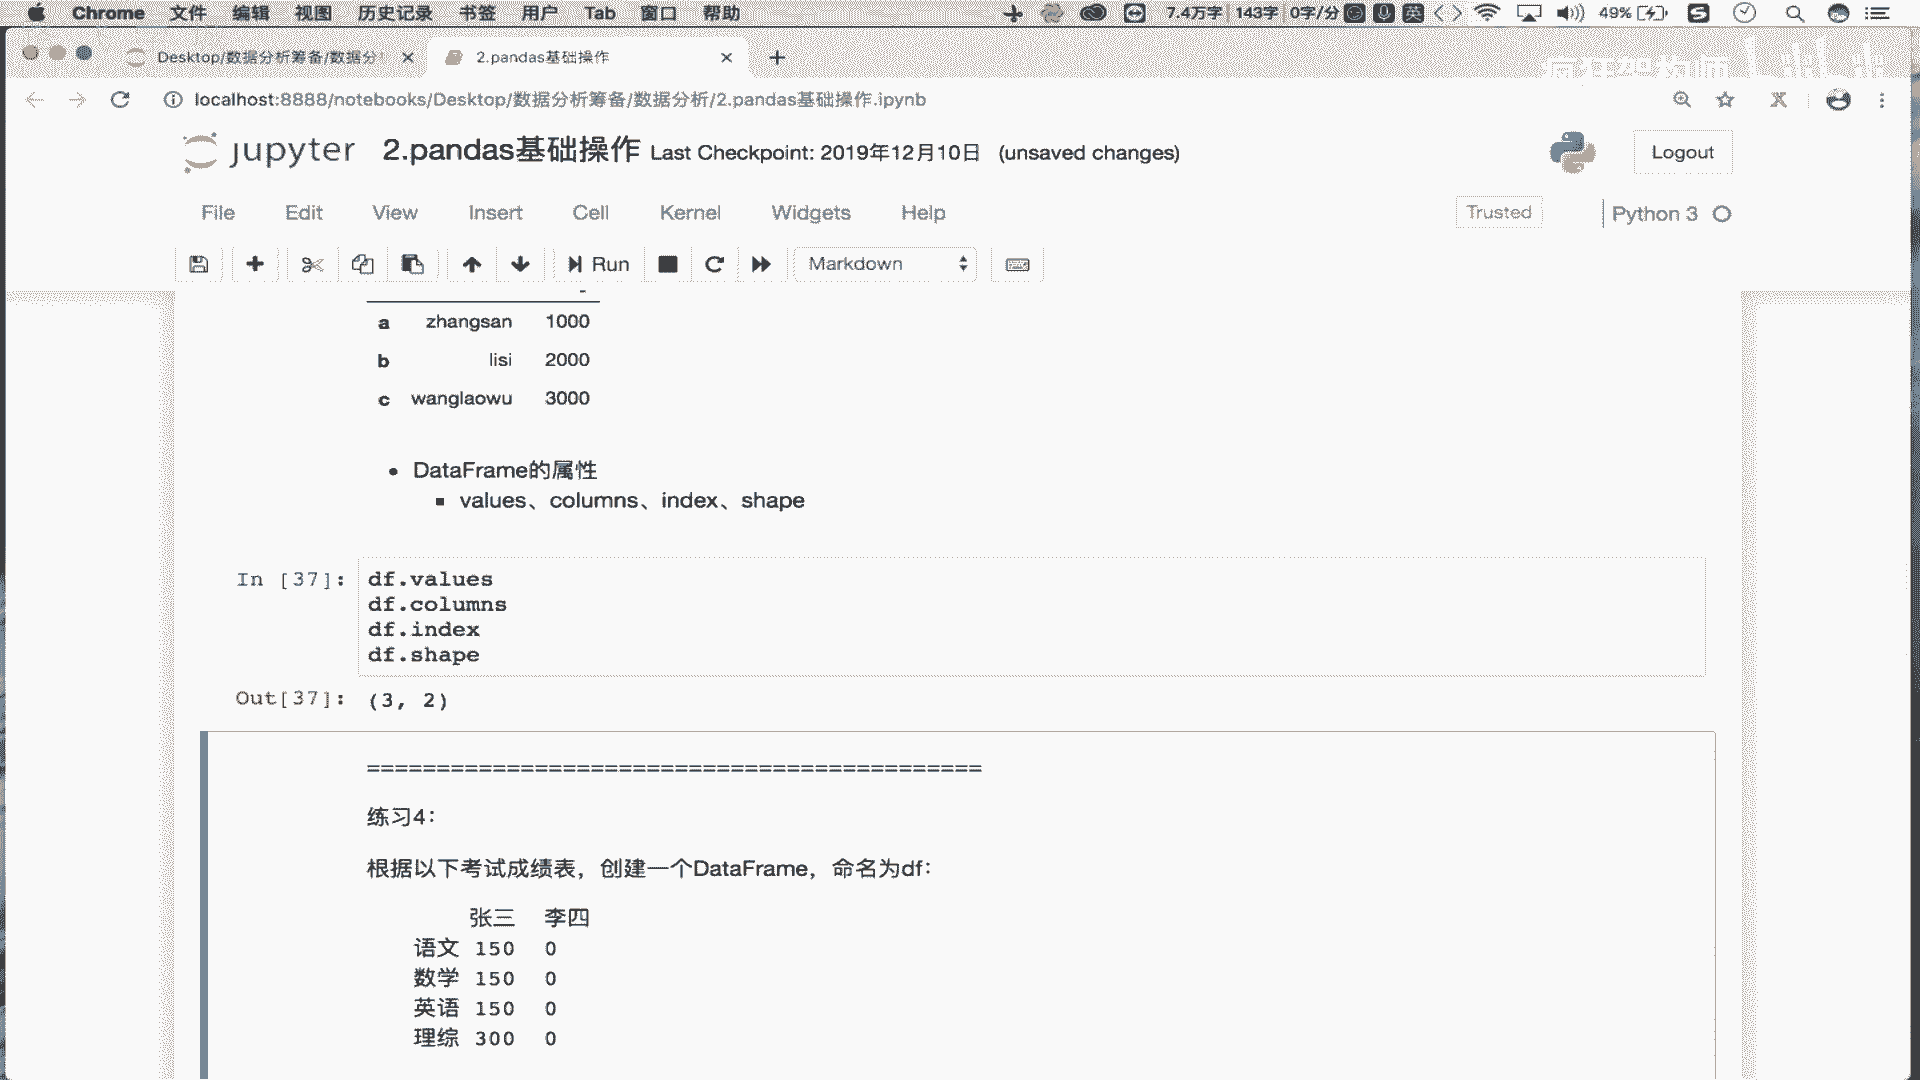 Chrome 文件 编辑 视图 历史记录 书签 用户 Tab 窗口 帮助 7.4万字 143字 0字/分 英 49%
Desktop/数据分析筹备/数据分 2.pandas基础操作
疯狂架构师
localhost:8888/notebooks/Desktop/数据分析筹备/数据分析/2.pandas基础操作.ipynb
jupyter 2.pandas基础操作 Last Checkpoint: 2019年12月10日 (unsaved changes) Logout
File Edit View Insert Cell Kernel Widgets Help Trusted Python 3
Run Markdown
a zhangsan 1000
b lisi 2000
c wanglaowu 3000
DataFrame的属性
values、columns、index、shape
In [37]: df.values
df.columns
df.index
df.shape
Out[37]: (3, 2)
============================================
练习4：
根据以下考试成绩表，创建一个DataFrame，命名为df：
张三 李四
语文 150 0
数学 150 0
英语 150 0
理综 300 0